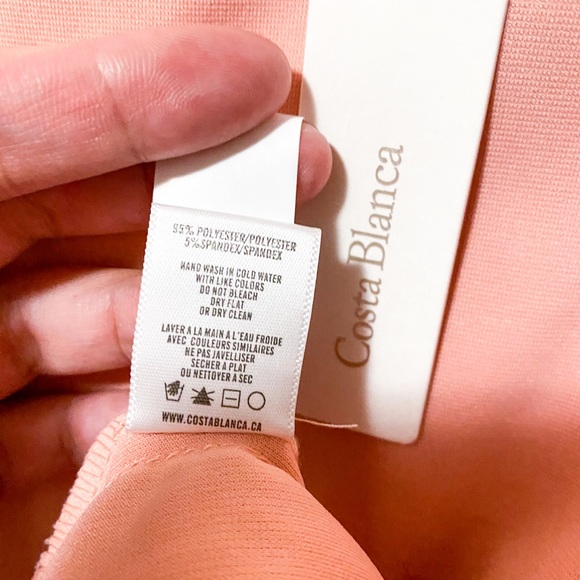 95% POLYESTER/POLYESTER
5%SPANDEX/SPANDEX
HAND WASH IN COLD WATER
WITH LIKE COLORS
DO NOT BLEACH
DRY FLAT
OR DRY CLEAN
LAVER A LA MAIN A L'EAU FROIDE
AVEC COULEURS SIMILAIRES
NE PAS JAVELLISER
SECHER A PLAT
OU NETTOYER A SEC
WWW.COSTABLANCA.CA
Costa Blanca